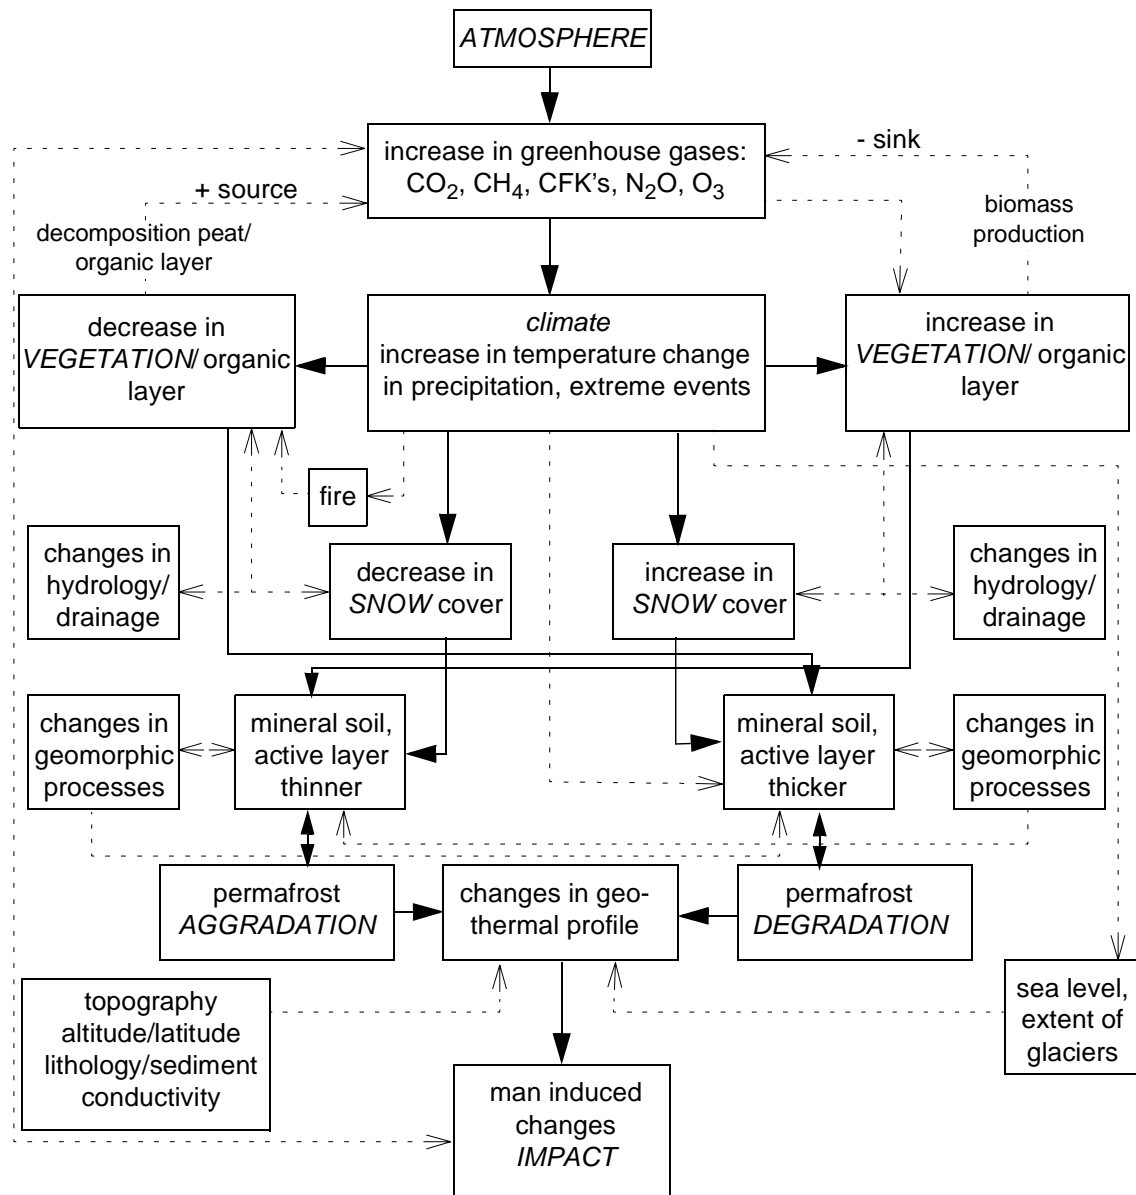 ATMOSPHERE
increase in greenhouse gases:
CO₂, CH₄, CFK's, N₂O, O₃
- sink
+ source
decomposition peat/
organic layer
biomass
production
decrease in
VEGETATION/ organic
layer
climate
increase in temperature change
in precipitation, extreme events
increase in
VEGETATION/ organic
layer
fire
changes in
hydrology/
drainage
decrease in
SNOW cover
increase in
SNOW cover
changes in
hydrology/
drainage
changes in
geomorphic
processes
mineral soil,
active layer
thinner
mineral soil,
active layer
thicker
changes in
geomorphic
processes
permafrost
AGGRADATION
changes in geo-
thermal profile
permafrost
DEGRADATION
topography
altitude/latitude
lithology/sediment
conductivity
sea level,
extent of
glaciers
man induced
changes
IMPACT